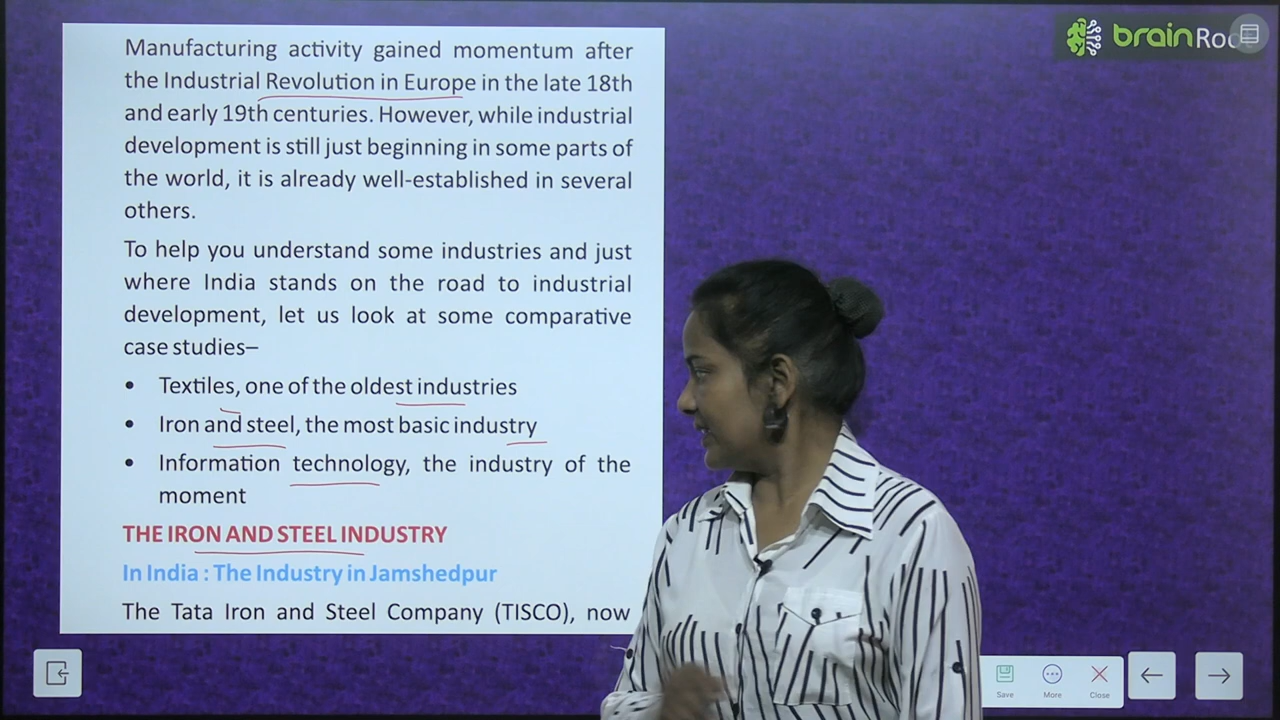 Manufacturing activity gained momentum after
the Industrial Revolution in Europe in the late 18th
and early 19th centuries. However, while industrial
development is still just beginning in some parts of
the world, it is already well-established in several
others.
To help you understand some industries and just
where India stands on the road to industrial
development, let us look at some comparative
case studies–
• Textiles, one of the oldest industries
• Iron and steel, the most basic industry
• Information technology, the industry of the
moment
THE IRON AND STEEL INDUSTRY
In India : The Industry in Jamshedpur
The Tata Iron and Steel Company (TISCO), now
brain
Save More Close